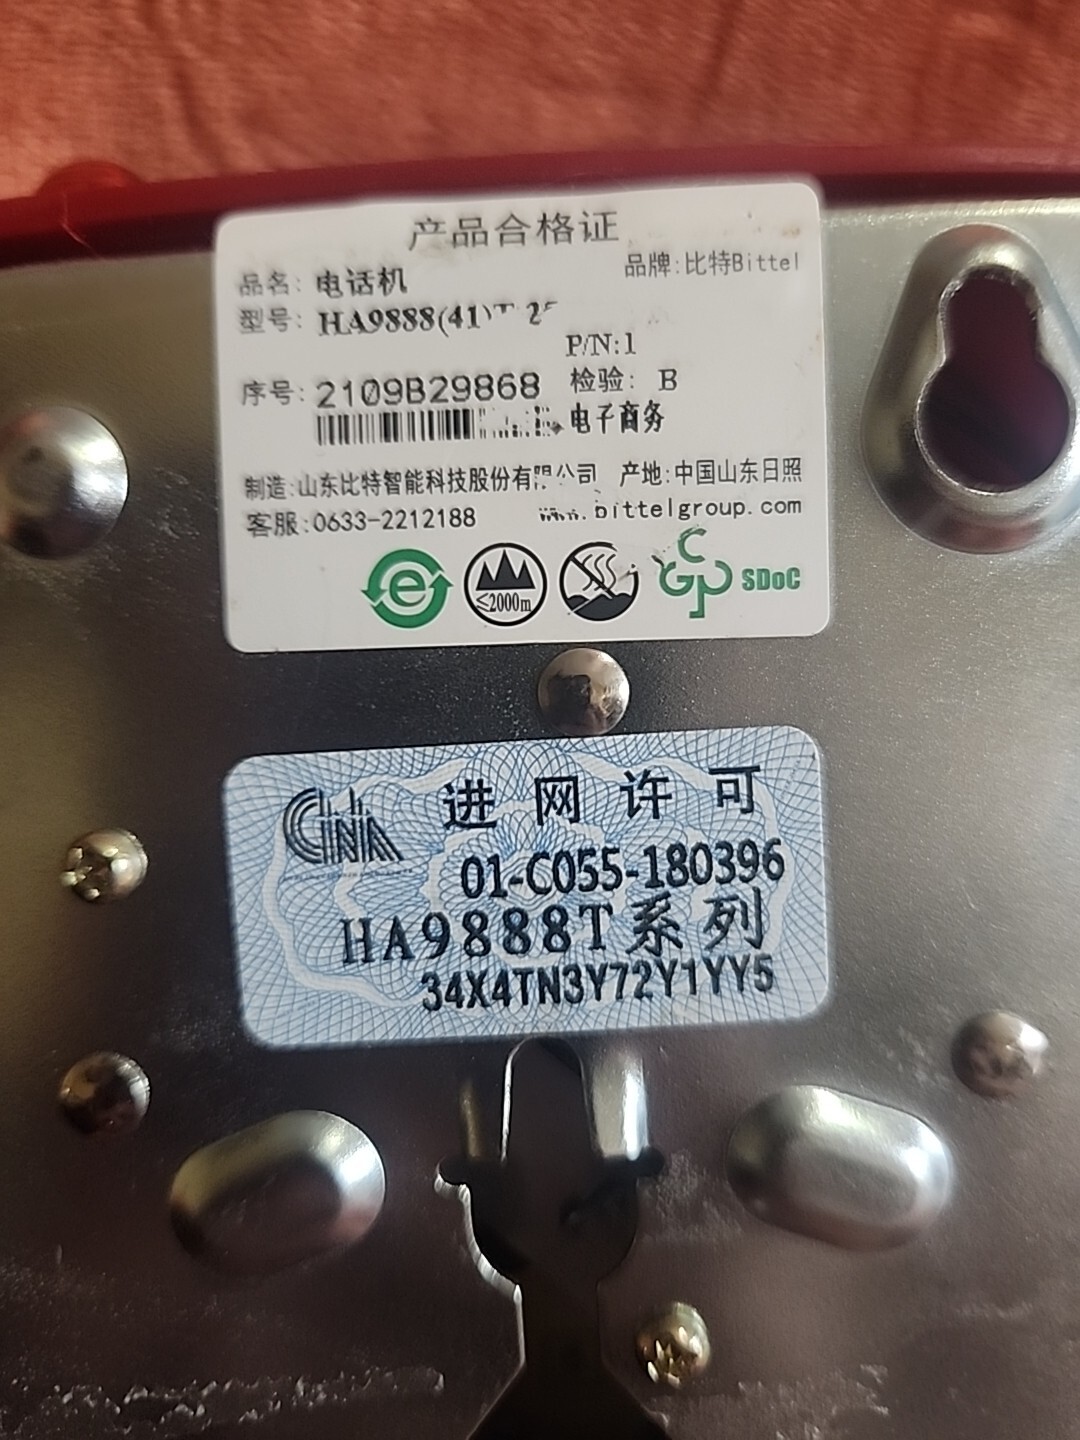 产品合格证
品名: 电话机
品牌:比特Bittel
型号: HA9888(41)T
P/N:1
序号: 2109B29868
检验: B
电子商务
制造:山东比特智能科技股份有限公司 产地:中国山东日照
客服:0633-2212188 www.bittelgroup.com
e
≤2000m
CGP SDoC
进网许可
01-C055-180396
HA9888T系列
34X4TN3Y72Y1YY5